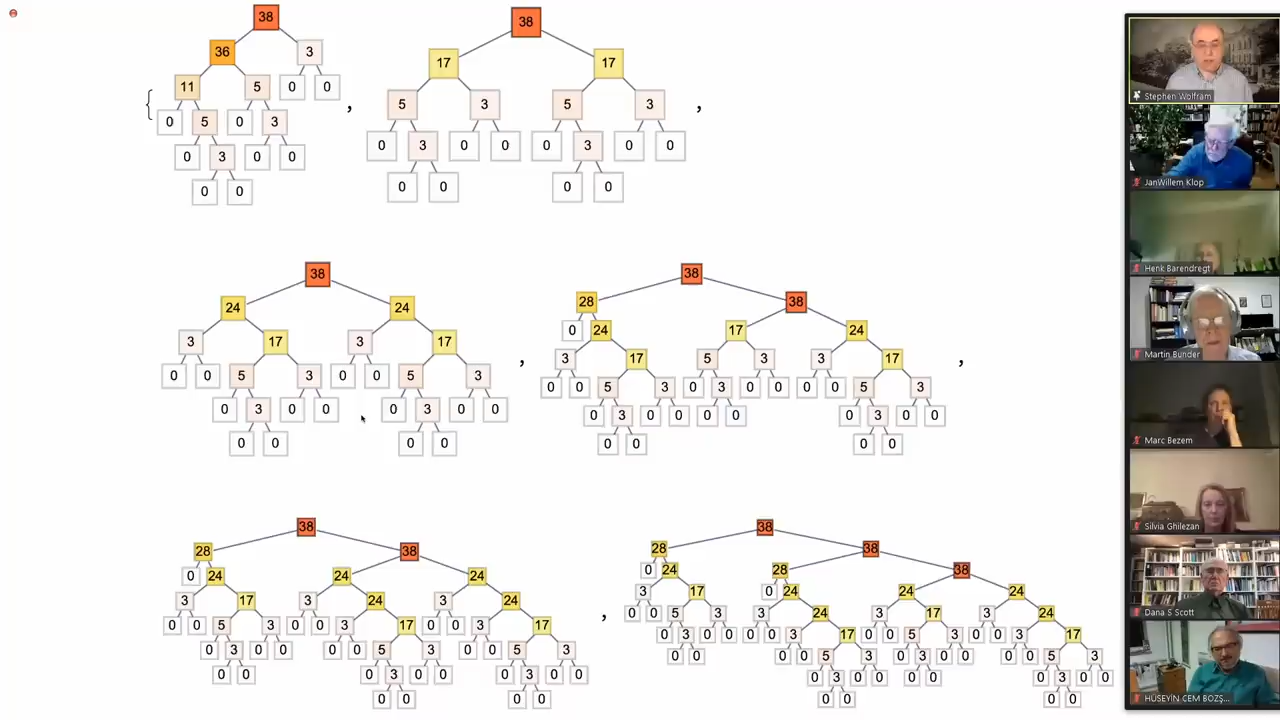 38
36 3
11 5 0 0
{ 0 5 0 3 ,
0 3 0 0
0 0
38
17 17
5 3 5 3 ,
0 3 0 0 0 3 0 0
0 0 0 0
38
24 24
3 17 3 17 ,
0 0 5 3 0 0 5 3
0 3 0 0 0 3 0 0
0 0 0 0
38
28 38
0 24 17 24
3 17 5 3 3 17 ,
0 0 5 3 0 3 0 0 0 0 5 3
0 3 0 0 0 0 0 3 0 0
0 0 0 0
38
28 38
0 24 24 24
3 17 3 24 3 24
0 0 5 3 0 0 3 17 0 0 3 17 ,
0 3 0 0 0 0 5 3 0 0 5 3
0 0 0 3 0 0 0 3 0 0
0 0 0 0
38
28 38
0 24 28 38
3 17 0 24 24 24
0 0 5 3 3 24 3 17 3 24
0 3 0 0 0 0 3 17 0 0 5 3 0 0 3 17
0 0 0 0 5 3 0 3 0 0 0 0 5 3
0 3 0 0 0 0 0 3 0 0
0 0 0 0
Stephen Wolfram
JanWillem Klop
Henk Barendregt
Martin Bunder
Marc Bezem
Silvia Ghilezan
Dana S Scott
HÜSEYİN CEM BOZŞ...